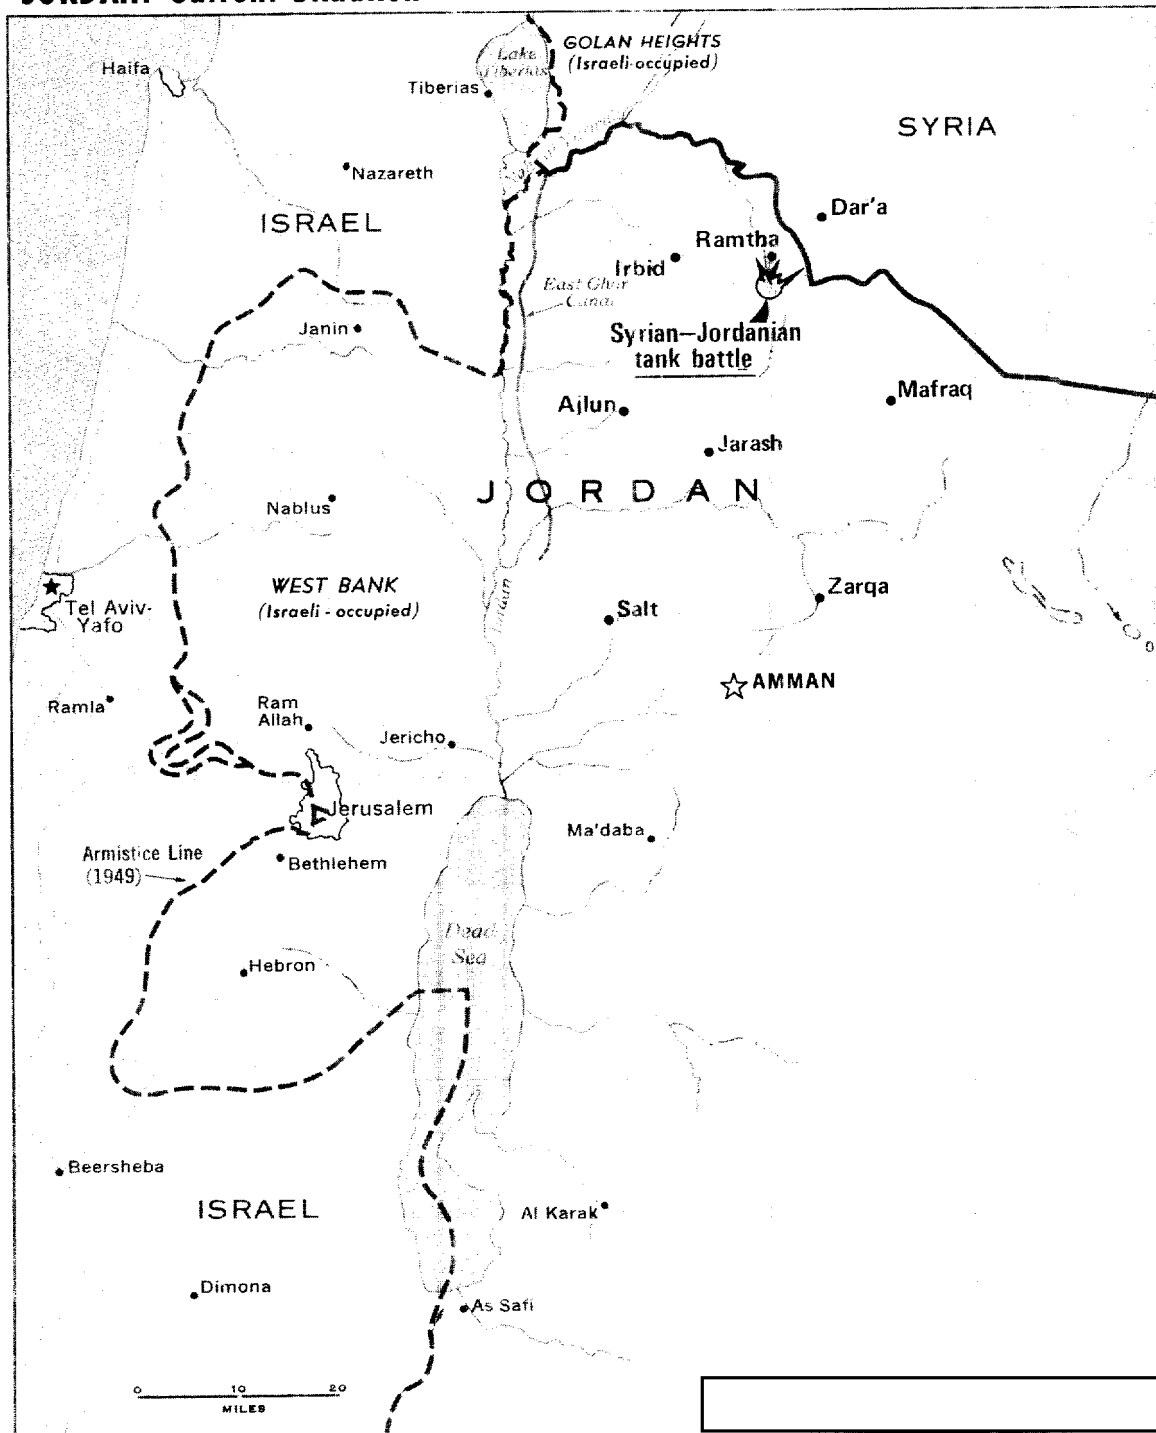 JORDAN: Current Situation
GOLAN HEIGHTS
(Israeli-occupied)
Lake
Tiberias
Haifa
Tiberias
SYRIA
Nazareth
Dar'a
ISRAEL
Ramtha
Irbid
East Ghor
Canal
Janin
Syrian—Jordanian
tank battle
Mafraq
Ajlun
Jarash
JORDAN
Nablus
WEST BANK
(Israeli - occupied)
Jordan
Zarqa
Tel Aviv-
Yafo
Salt
AMMAN
Ramla
Ram
Allah
Jericho
Jerusalem
Ma'daba
Armistice Line
(1949)
Bethlehem
Dead
Sea
Hebron
Beersheba
ISRAEL
Al Karak
Dimona
As Safi
0 10 20
MILES